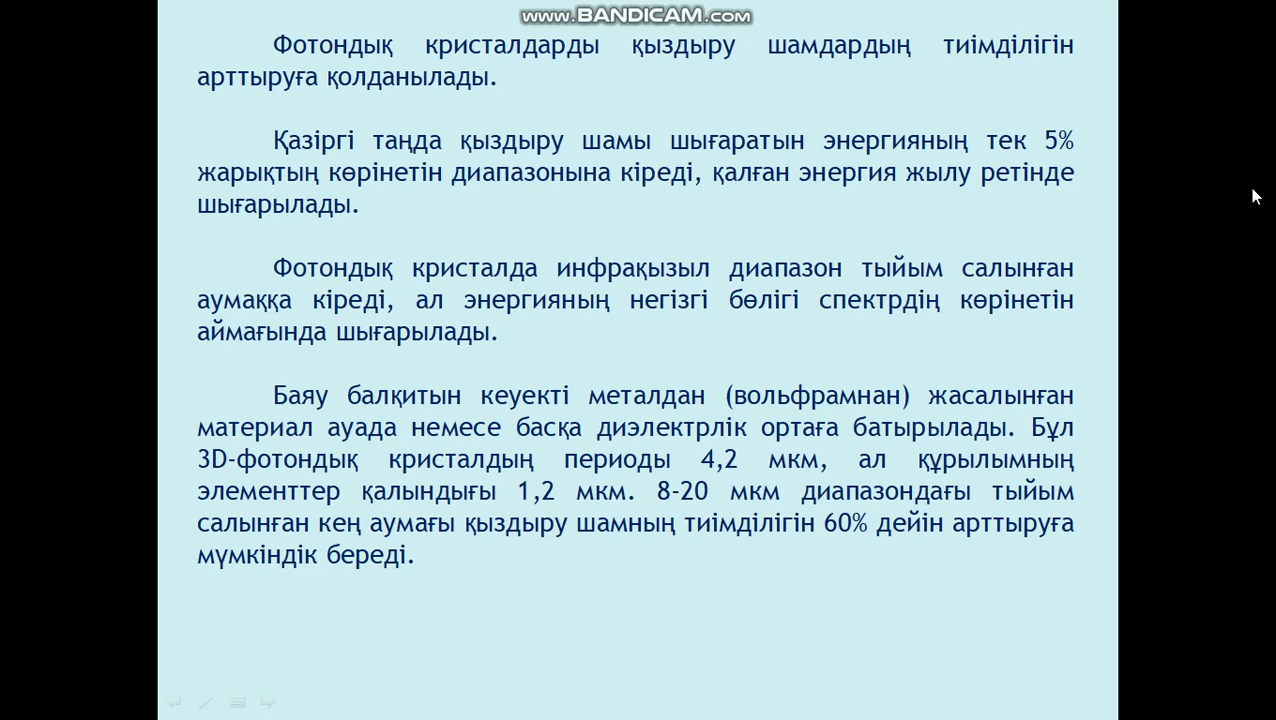 www.BANDICAM.com
Фотондық кристалдарды қыздыру шамдардың тиімділігін
арттыруға қолданылады.
Қазіргі таңда қыздыру шамы шығаратын энергияның тек 5%
жарықтың көрінетін диапазонына кіреді, қалған энергия жылу ретінде
шығарылады.
Фотондық кристалда инфрақызыл диапазон тыйым салынған
аумаққа кіреді, ал энергияның негізгі бөлігі спектрдің көрінетін
аймағында шығарылады.
Баяу балқитын кеуекті металдан (вольфрамнан) жасалынған
материал ауада немесе басқа диэлектрлік ортаға батырылады. Бұл
3D-фотондық кристалдың периоды 4,2 мкм, ал құрылымның
элементтер қалындығы 1,2 мкм. 8-20 мкм диапазондағы тыйым
салынған кең аумағы қыздыру шамның тиімділігін 60% дейін арттыруға
мүмкіндік береді.